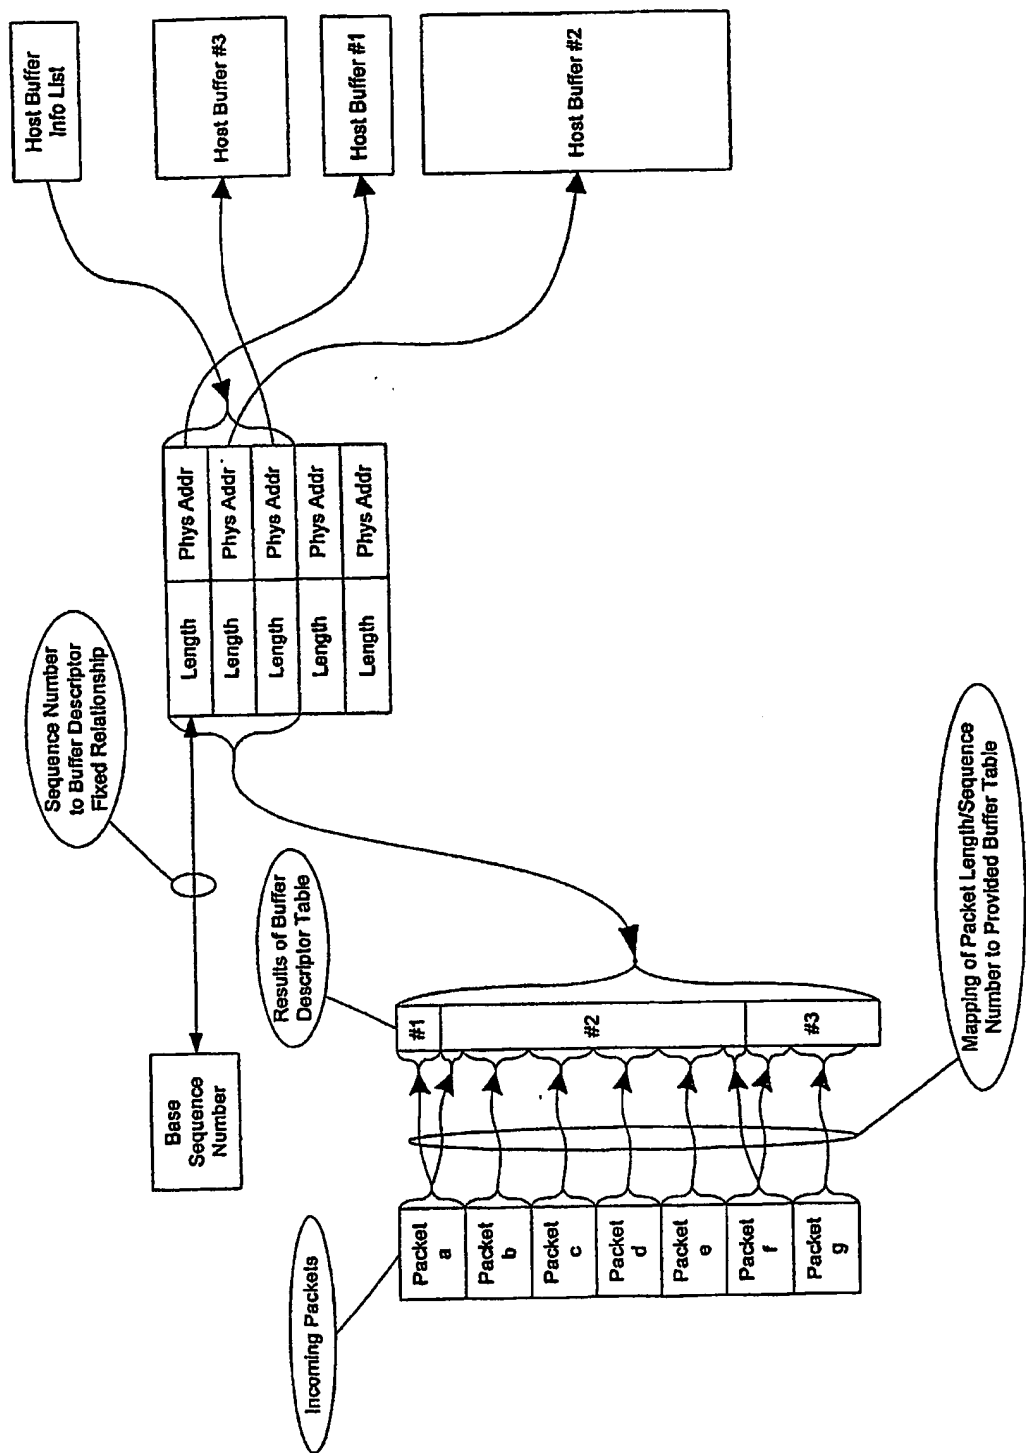 Host Buffer
Info List
Sequence Number
to Buffer Descriptor
Fixed Relationship
Base
Sequence
Number
Length
Phys Addr
Length
Phys Addr
Length
Phys Addr
Length
Phys Addr
Length
Phys Addr
Host Buffer #3
Host Buffer #1
Host Buffer #2
Results of Buffer
Descriptor Table
Incoming Packets
Packet
a
Packet
b
Packet
c
Packet
d
Packet
e
Packet
f
Packet
g
#1
#2
#3
Mapping of Packet Length/Sequence
Number to Provided Buffer Table